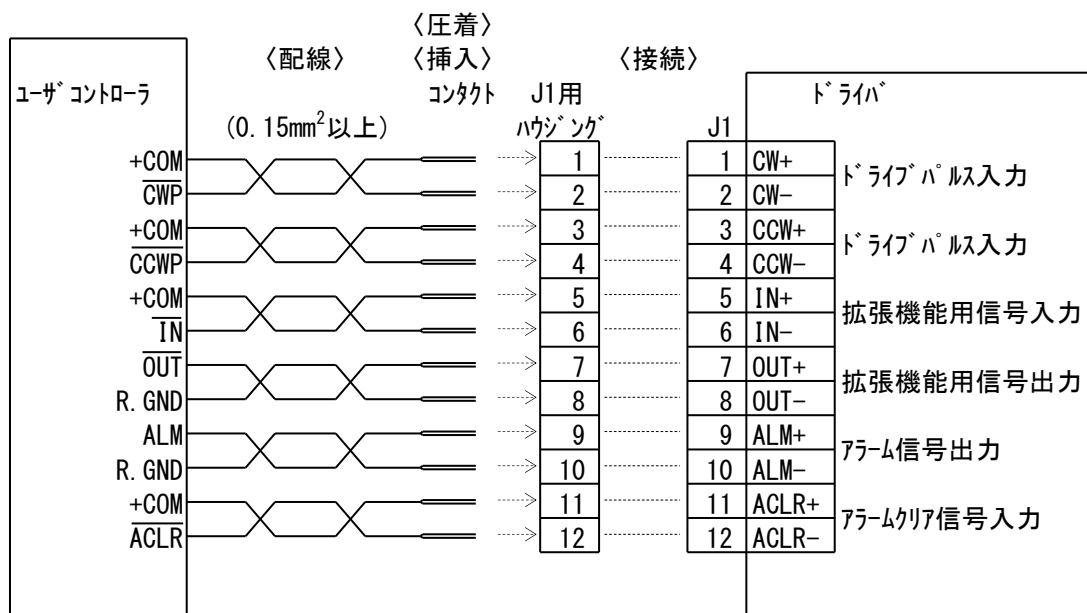 〈圧着〉
〈配線〉 〈挿入〉 〈接続〉
ﾕｰｻﾞｺﾝﾄﾛｰﾗ ｺﾝﾀｸﾄ J1用 ﾄﾞﾗｲﾊﾞ
(0.15mm²以上) ﾊｳｼﾞﾝｸﾞ J1
+COM 1 1 CW+
ﾄﾞﾗｲﾌﾞﾊﾟﾙｽ入力
C̅W̅P̅ 2 2 CW-
+COM 3 3 CCW+
ﾄﾞﾗｲﾌﾞﾊﾟﾙｽ入力
C̅C̅W̅P̅ 4 4 CCW-
+COM 5 5 IN+
拡張機能用信号入力
I̅N̅ 6 6 IN-
O̅U̅T̅ 7 7 OUT+
拡張機能用信号出力
R.GND 8 8 OUT-
ALM 9 9 ALM+
ｱﾗｰﾑ信号出力
R.GND 10 10 ALM-
+COM 11 11 ACLR+
ｱﾗｰﾑｸﾘｱ信号入力
A̅C̅L̅R̅ 12 12 ACLR-